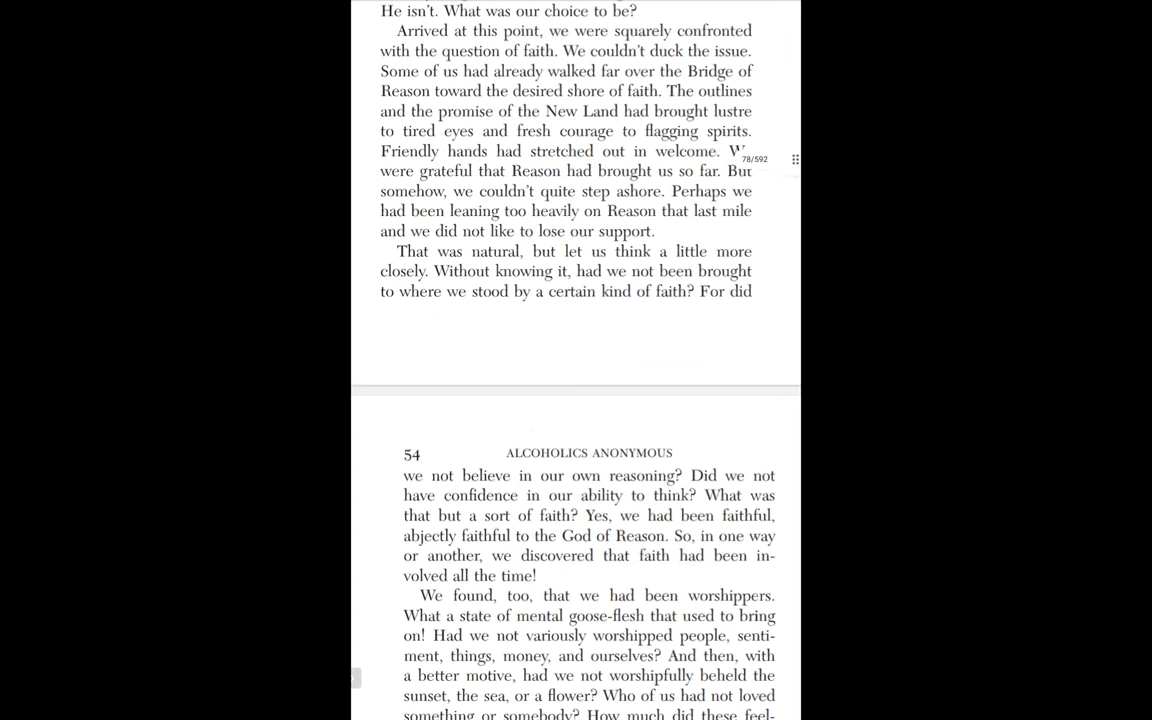 He isn't. What was our choice to be?
Arrived at this point, we were squarely confronted
with the question of faith. We couldn't duck the issue.
Some of us had already walked far over the Bridge of
Reason toward the desired shore of faith. The outlines
and the promise of the New Land had brought lustre
to tired eyes and fresh courage to flagging spirits.
Friendly hands had stretched out in welcome.
78/592
were grateful that Reason had brought us so far. But
somehow, we couldn't quite step ashore. Perhaps we
had been leaning too heavily on Reason that last mile
and we did not like to lose our support.
That was natural, but let us think a little more
closely. Without knowing it, had we not been brought
to where we stood by a certain kind of faith? For did
54 ALCOHOLICS ANONYMOUS
we not believe in our own reasoning? Did we not
have confidence in our ability to think? What was
that but a sort of faith? Yes, we had been faithful,
abjectly faithful to the God of Reason. So, in one way
or another, we discovered that faith had been in-
volved all the time!
We found, too, that we had been worshippers.
What a state of mental goose-flesh that used to bring
on! Had we not variously worshipped people, senti-
ment, things, money, and ourselves? And then, with
a better motive, had we not worshipfully beheld the
sunset, the sea, or a flower? Who of us had not loved
something or somebody? How much did these feel-